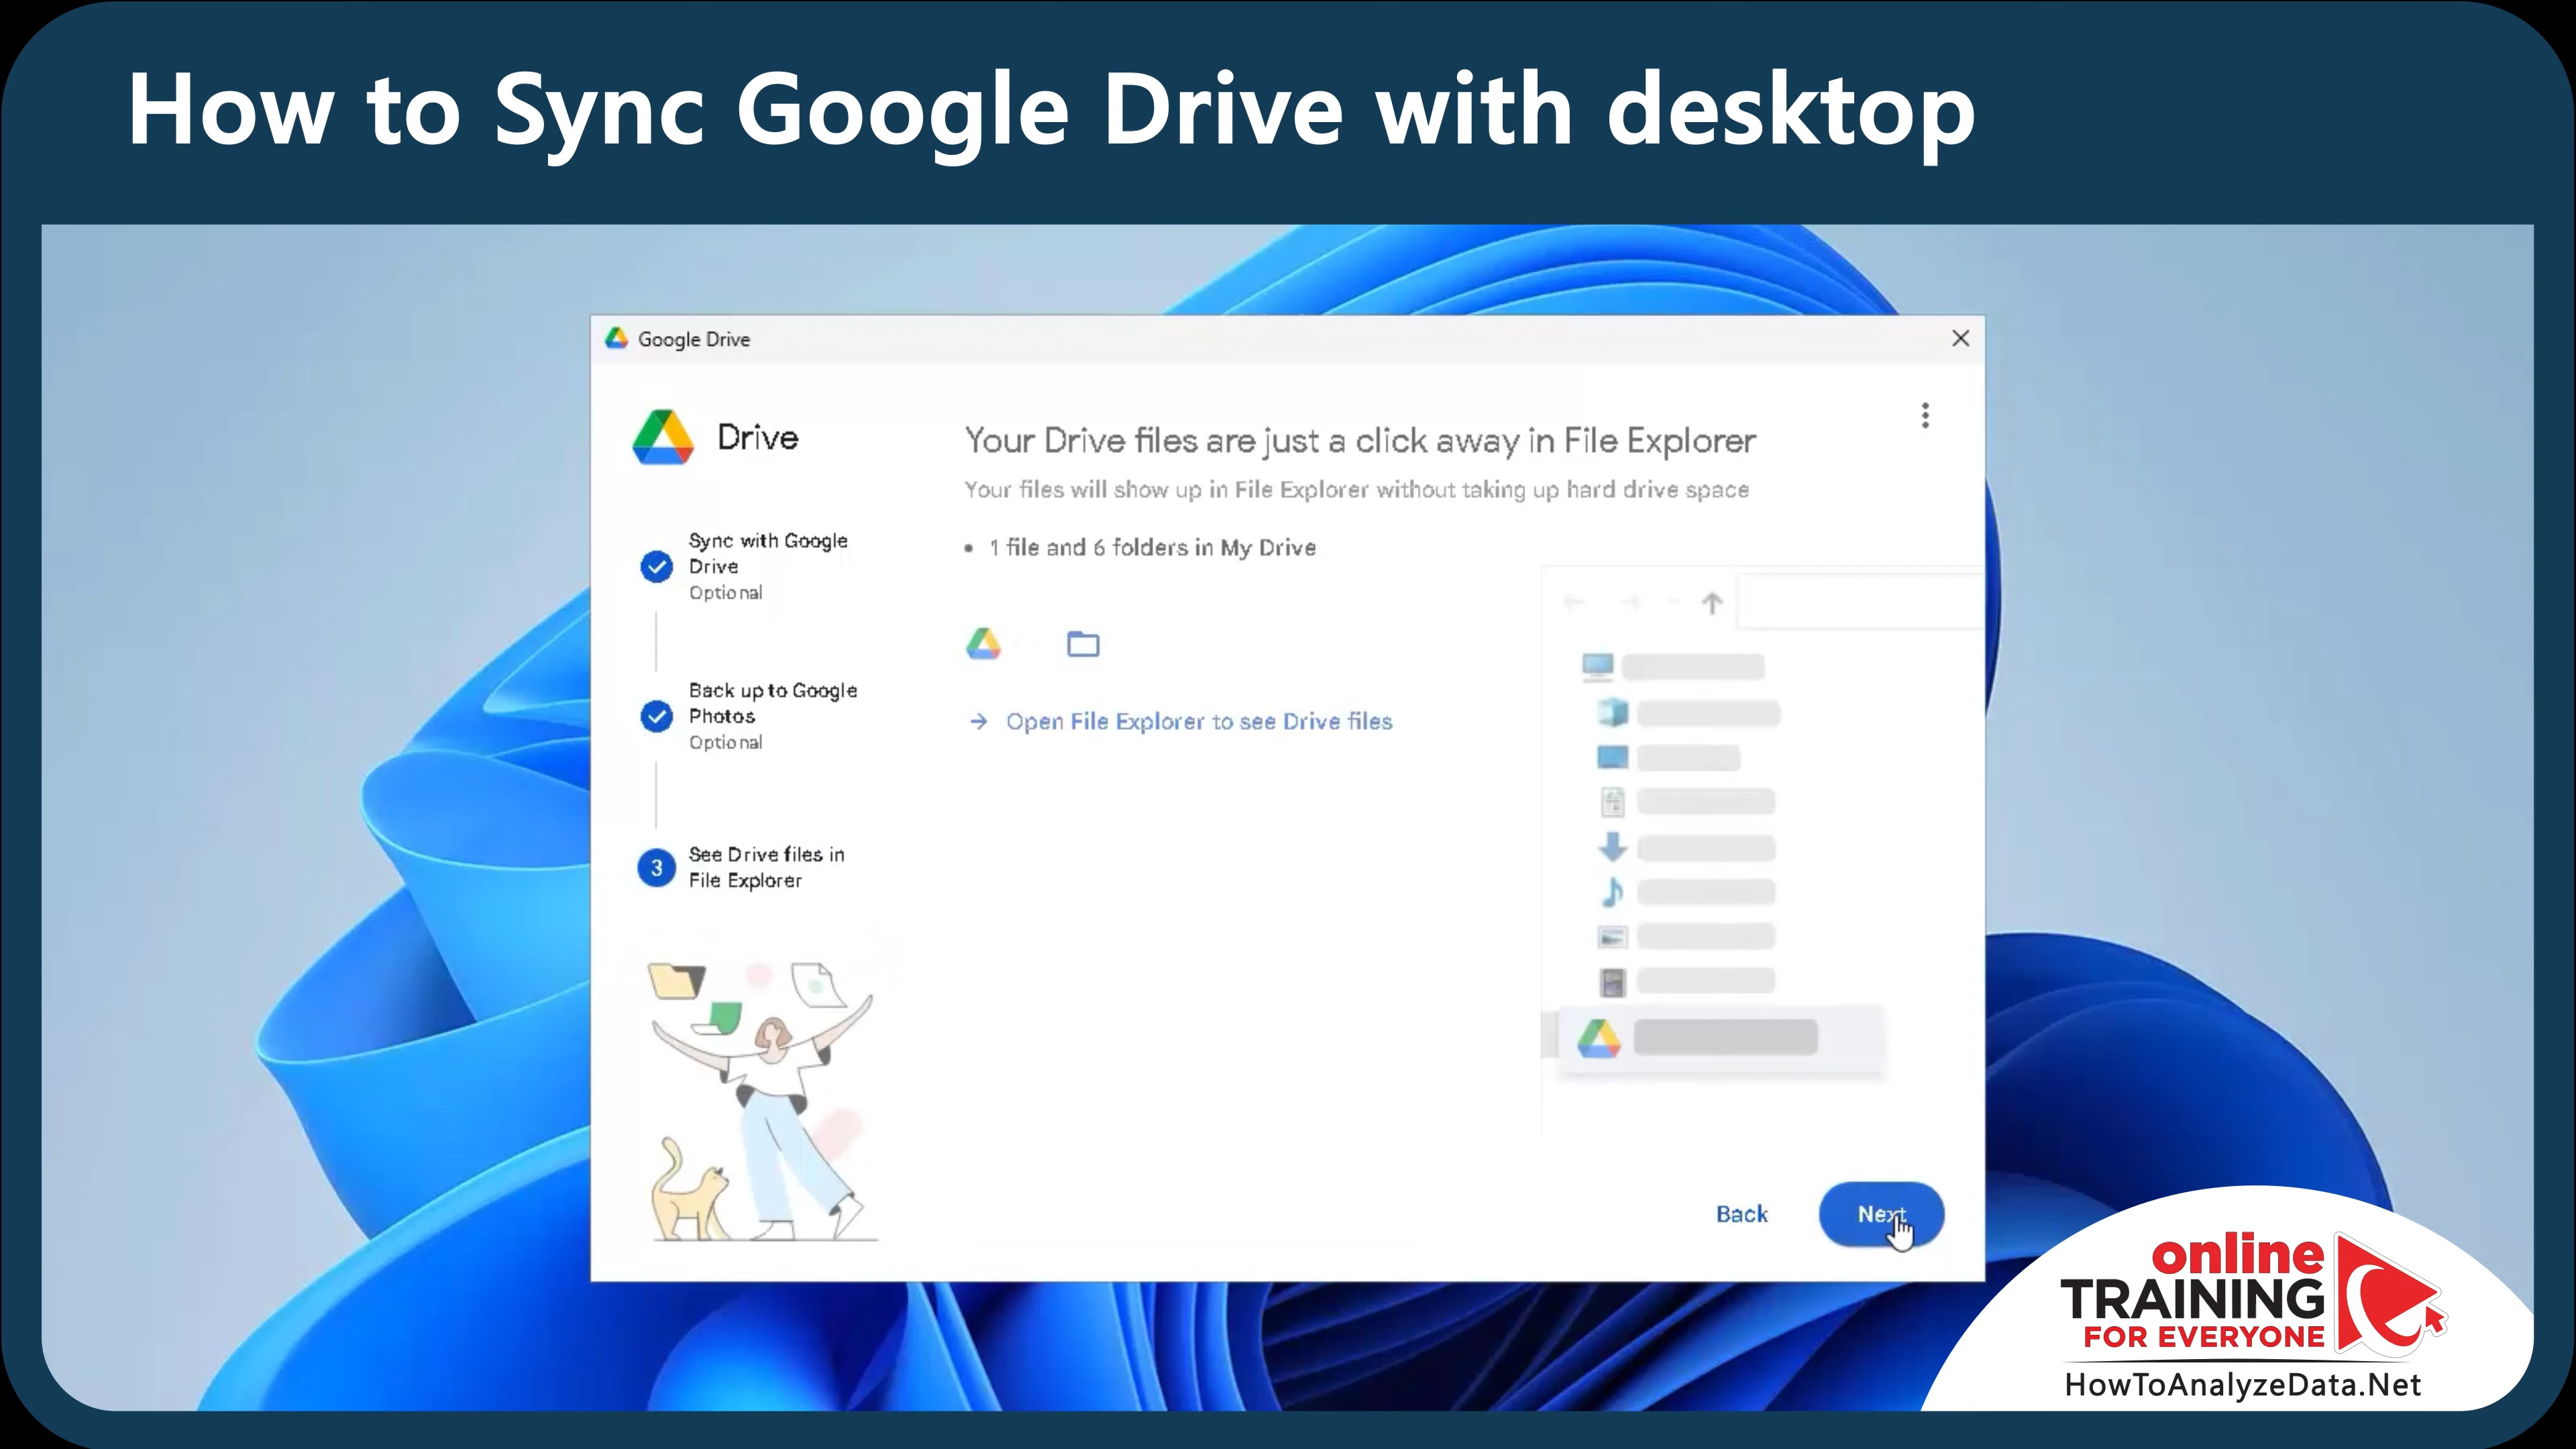 How to Sync Google Drive with desktop
Google Drive
Drive
Sync with Google
Drive
Optional
Back up to Google
Photos
Optional
3
See Drive files in
File Explorer
Your Drive files are just a click away in File Explorer
Your files will show up in File Explorer without taking up hard drive space
• 1 file and 6 folders in My Drive
→ Open File Explorer to see Drive files
Back
Next
online
TRAINING
FOR EVERYONE
HowToAnalyzeData.Net